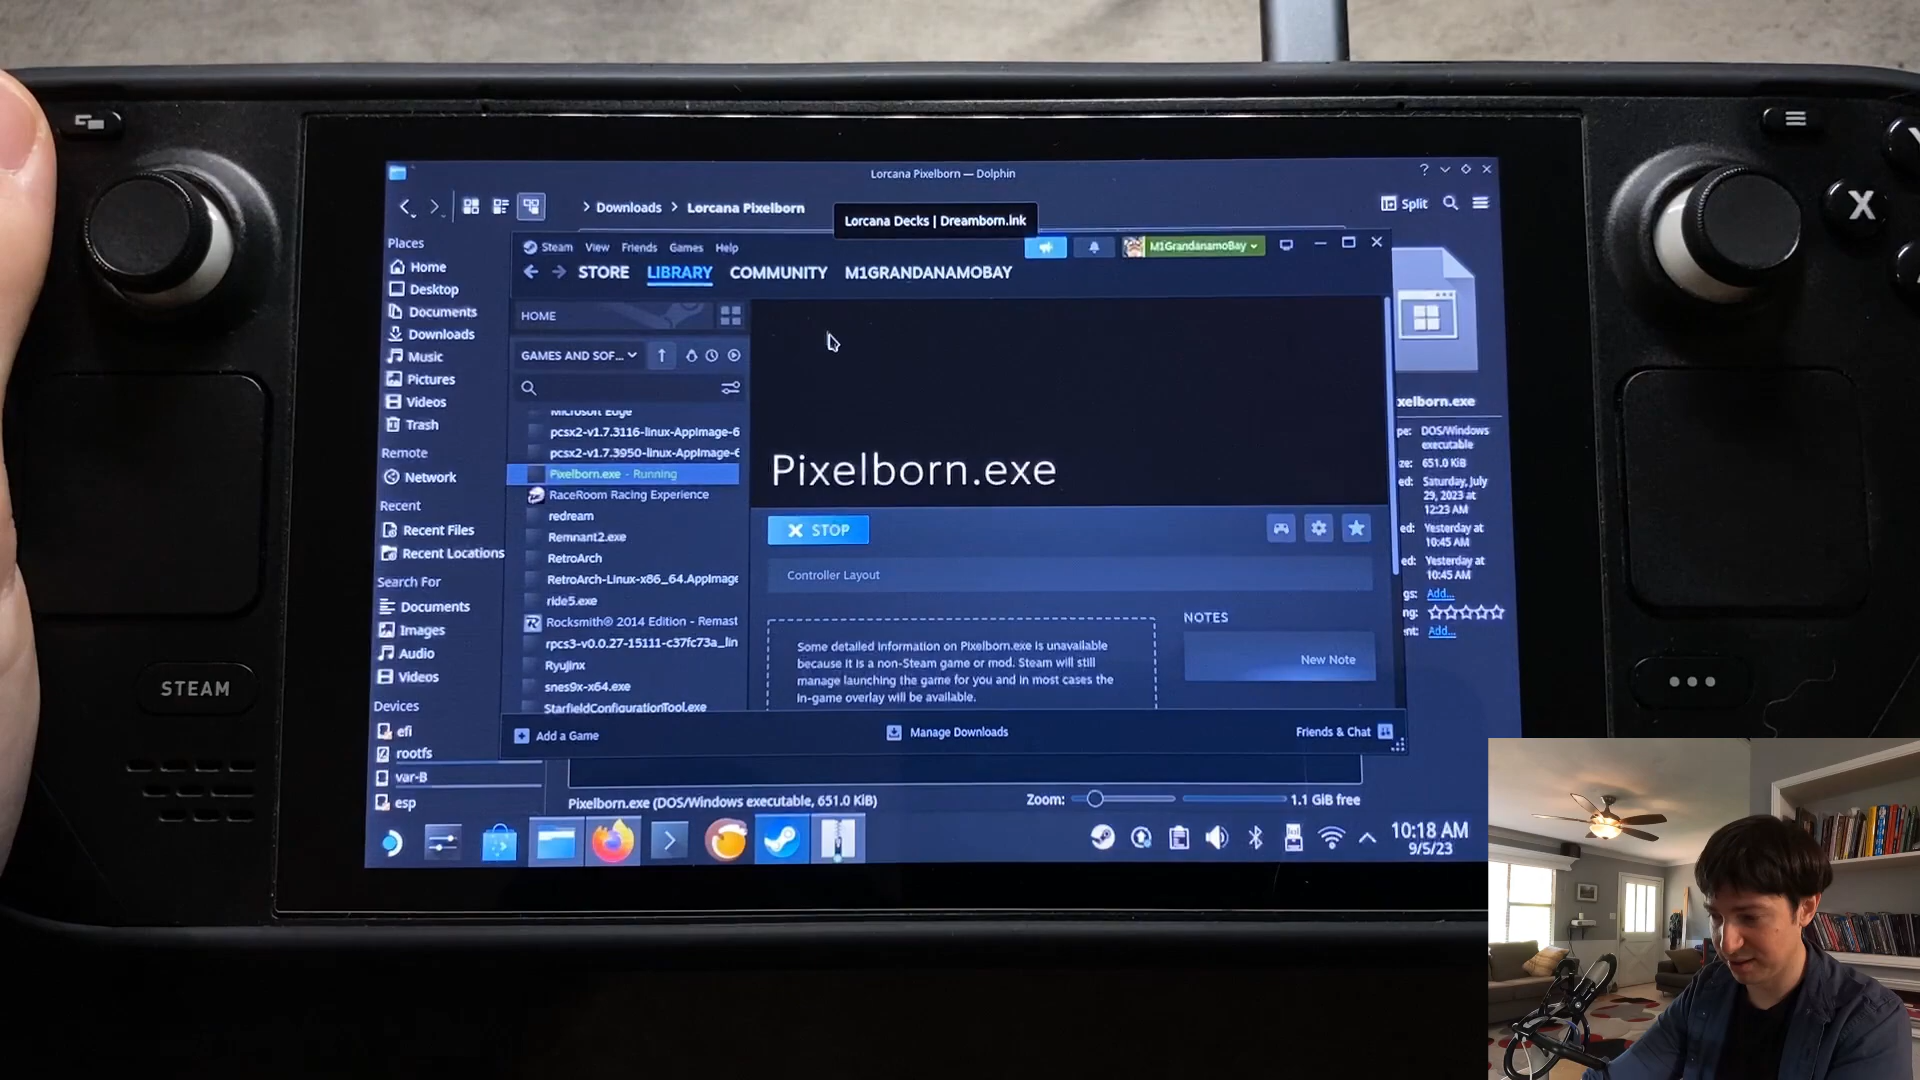 Lorcana Pixelborn — Dolphin
Downloads > Lorcana Pixelborn
Split
Lorcana Decks | Dreamborn.ink
Places
Home
Desktop
Documents
Downloads
Music
Pictures
Videos
Trash
Remote
Network
Recent
Recent Files
Recent Locations
Search For
Documents
Images
Audio
Videos
Devices
efi
rootfs
var-B
esp
Steam View Friends Games Help
M1GrandanamoBay
STORE LIBRARY COMMUNITY M1GRANDANAMOBAY
HOME
GAMES AND SOF...
Microsoft Edge
pcsx2-v1.7.3116-linux-AppImage-6
pcsx2-v1.7.3950-linux-AppImage-6
Pixelborn.exe - Running
RaceRoom Racing Experience
redream
Remnant2.exe
RetroArch
RetroArch-Linux-x86_64.AppImage
ride5.exe
Rocksmith® 2014 Edition - Remast
rpcs3-v0.0.27-15111-c37fc73a_lin
Ryujinx
snes9x-x64.exe
StarfieldConfigurationTool.exe
Pixelborn.exe
STOP
Controller Layout
Some detailed information on Pixelborn.exe is unavailable
because it is a non-Steam game or mod. Steam will still
manage launching the game for you and in most cases the
in-game overlay will be available.
NOTES
New Note
Add a Game
Manage Downloads
Friends & Chat
xelborn.exe
pe: DOS/Windows
executable
ze: 651.0 KiB
ed: Saturday, July
29, 2023 at
12:23 AM
ed: Yesterday at
10:45 AM
ed: Yesterday at
10:45 AM
gs: Add...
ng:
ent: Add...
Pixelborn.exe (DOS/Windows executable, 651.0 KiB)
Zoom:
1.1 GiB free
10:18 AM
9/5/23
STEAM
X
Y
A